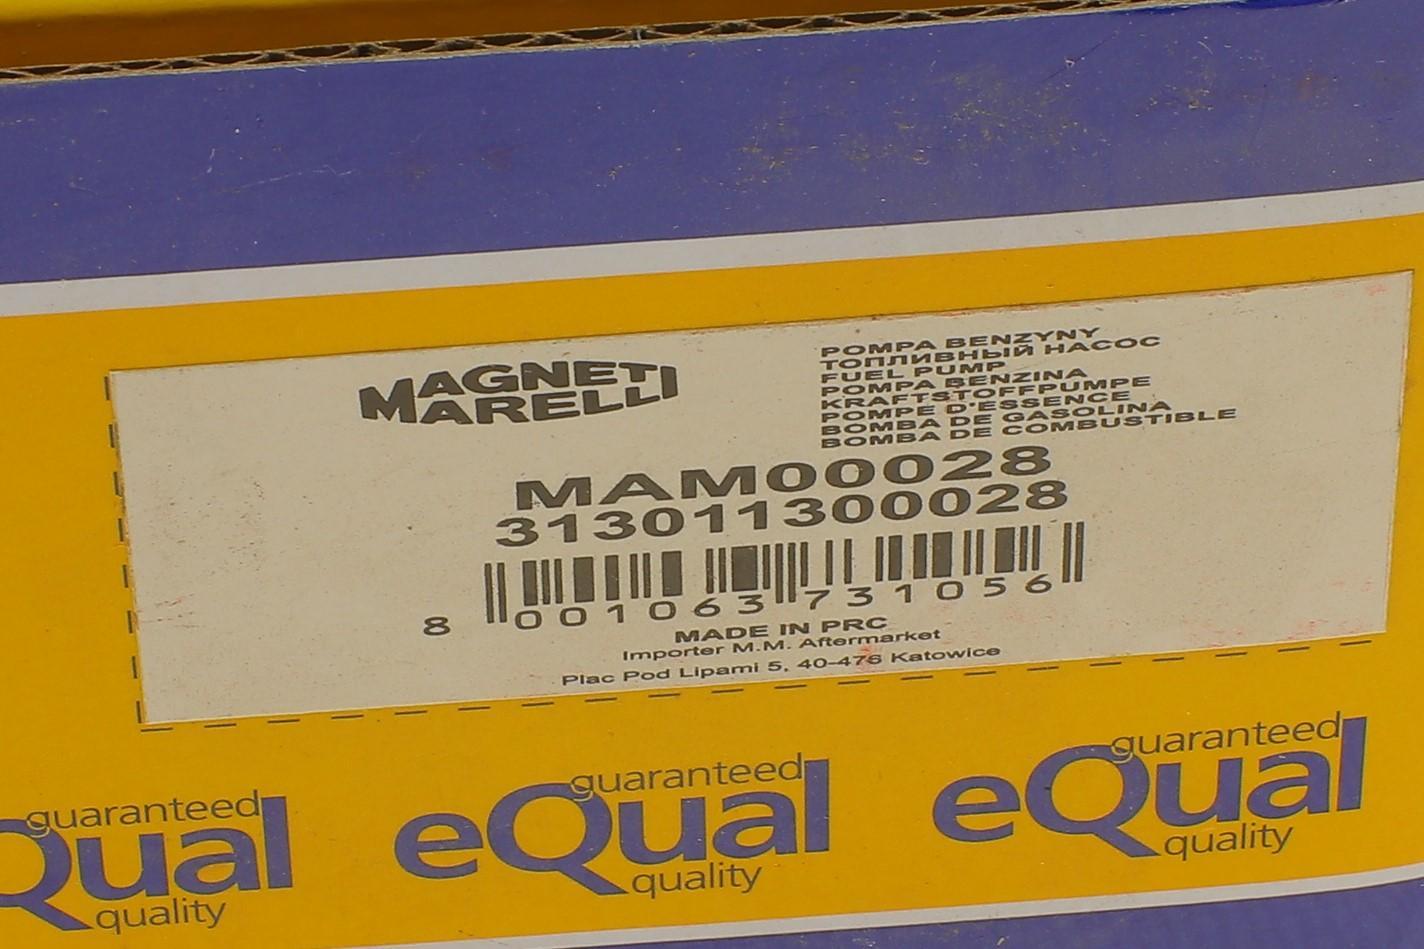 MAGNETI
MARELLI
POMPA BENZYNY
ТОПЛИВНЫЙ НАСОС
FUEL PUMP
POMPA BENZINA
KRAFTSTOFFPUMPE
POMPE D'ESSENCE
BOMBA DE GASOLINA
BOMBA DE COMBUSTIBLE
MAM00028
313011300028
8 001063 731056
MADE IN PRC
Importer M.M. Aftermarket
Plac Pod Lipami 5, 40-476 Katowice
guaranteed
Qual
quality
guaranteed
eQual
quality
guaranteed
eQual
quality